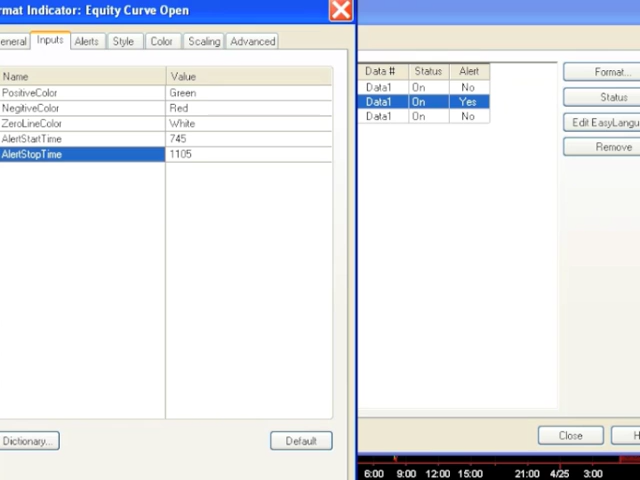 rmat Indicator: Equity Curve Open
eneral Inputs Alerts Style Color Scaling Advanced
Name Value
PositiveColor Green
NegitiveColor Red
ZeroLineColor White
AlertStartTime 745
AlertStopTime 1105
Dictionary... Default
Data # Status Alert
Data1 On No
Data1 On Yes
Data1 On No
Format...
Status
Edit EasyLangu
Remove
Close H
6:00 9:00 12:00 15:00 21:00 4/25 3:00